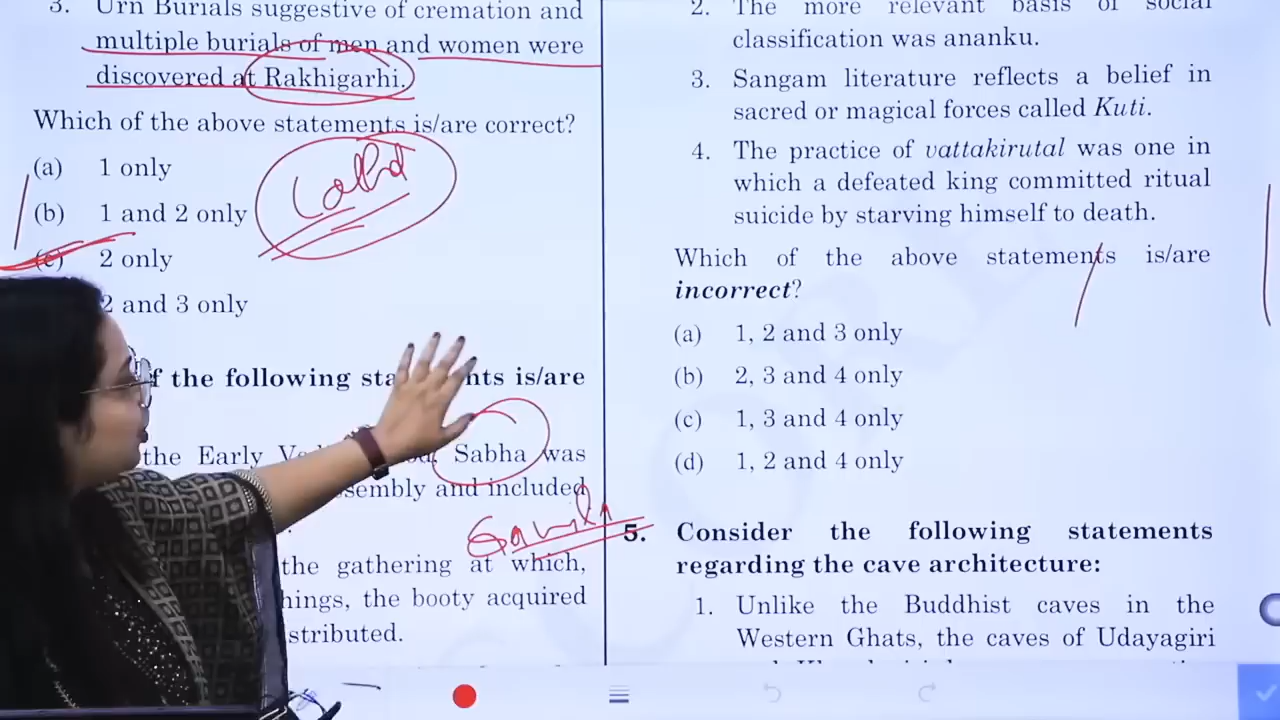 3. Urn Burials suggestive of cremation and
multiple burials of men and women were
discovered at Rakhigarhi.
Which of the above statements is/are correct?
(a) 1 only
(b) 1 and 2 only
(c) 2 only
2 and 3 only
f the following sta nts is/are
the Early Sabha was
sembly and included
the gathering at which,
hings, the booty acquired
stributed.
2. The more relevant basis of social
classification was ananku.
3. Sangam literature reflects a belief in
sacred or magical forces called Kuti.
4. The practice of vattakirutal was one in
which a defeated king committed ritual
suicide by starving himself to death.
Which of the above statements is/are
incorrect?
(a) 1, 2 and 3 only
(b) 2, 3 and 4 only
(c) 1, 3 and 4 only
(d) 1, 2 and 4 only
5. Consider the following statements
regarding the cave architecture:
1. Unlike the Buddhist caves in the
Western Ghats, the caves of Udayagiri